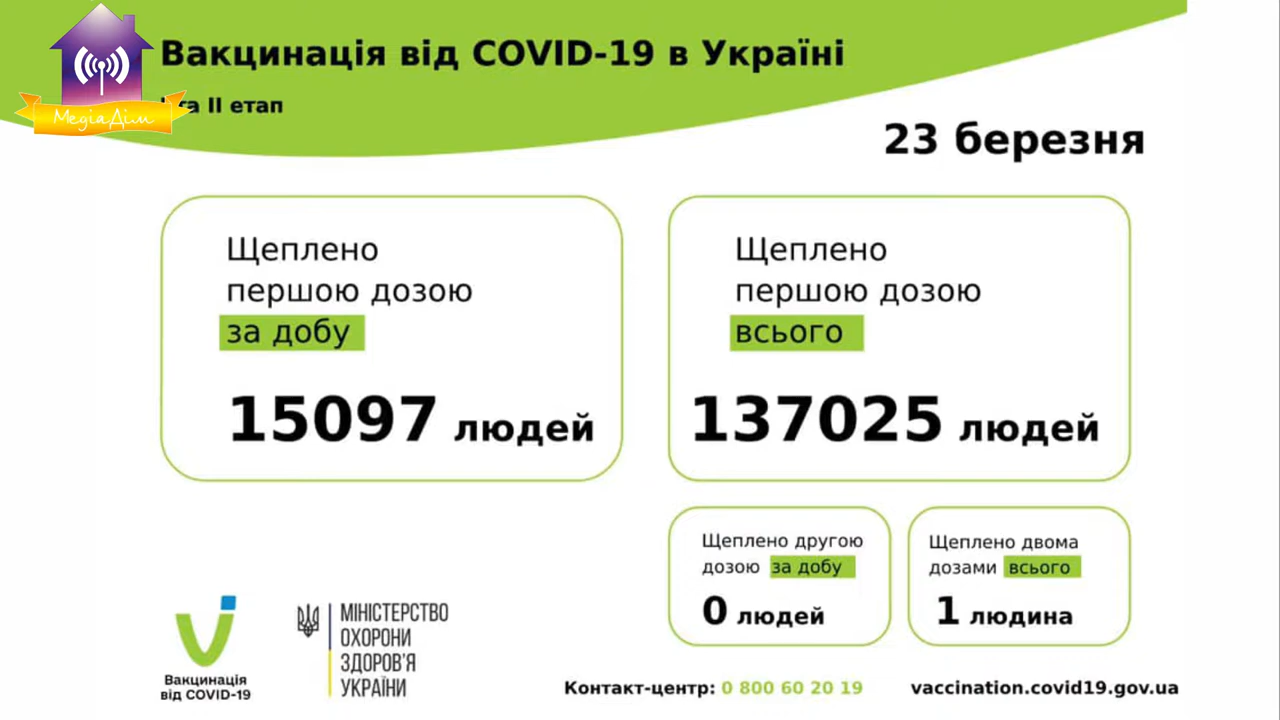 Вакцинація від COVID-19 в Україні
та II етап
МедіаДім
23 березня
Щеплено
першою дозою
за добу
15097 людей
Щеплено
першою дозою
всього
137025 людей
Щеплено другою
дозою за добу
0 людей
Щеплено двома
дозами всього
1 людина
Вакцинація
від COVID-19
МІНІСТЕРСТВО
ОХОРОНИ
ЗДОРОВ'Я
УКРАЇНИ
Контакт-центр: 0 800 60 20 19
vaccination.covid19.gov.ua